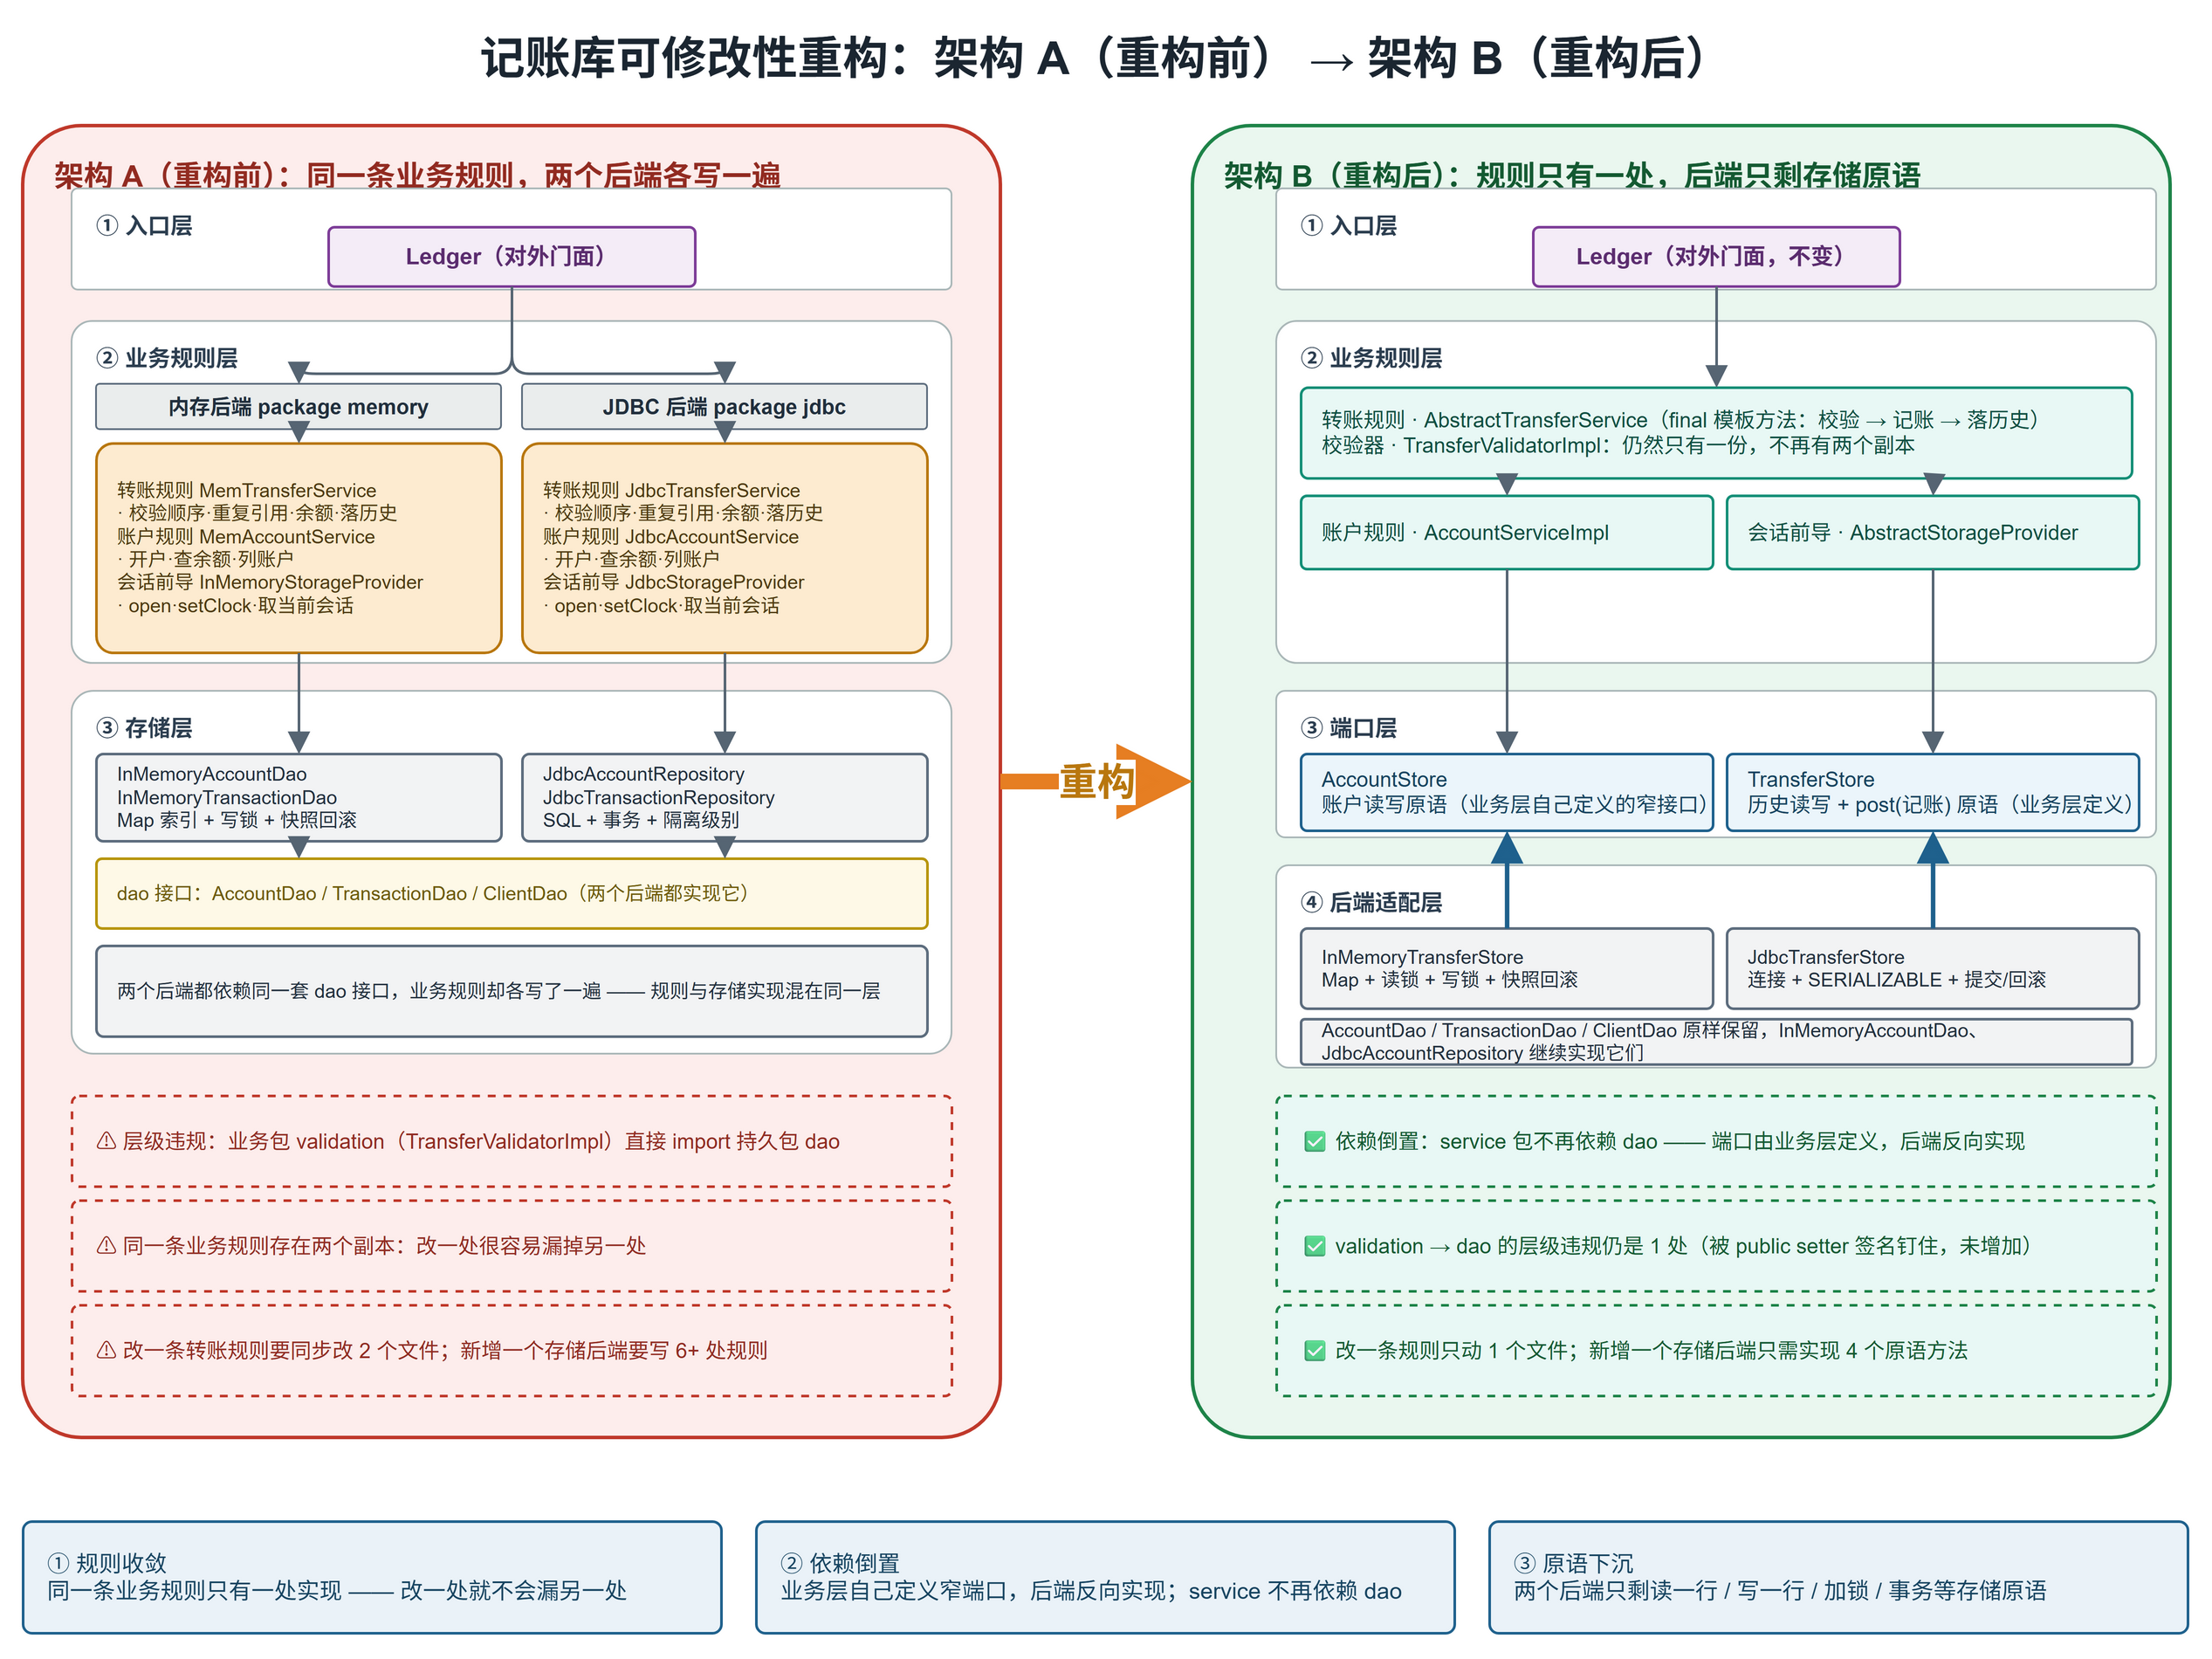 记账库可修改性重构：架构 A（重构前） → 架构 B（重构后）
架构 A（重构前）：同一条业务规则，两个后端各写一遍
① 入口层
Ledger（对外门面）
② 业务规则层
内存后端 package memory
JDBC 后端 package jdbc
转账规则 MemTransferService
· 校验顺序·重复引用·余额·落历史
账户规则 MemAccountService
· 开户·查余额·列账户
会话前导 InMemoryStorageProvider
· open·setClock·取当前会话
转账规则 JdbcTransferService
· 校验顺序·重复引用·余额·落历史
账户规则 JdbcAccountService
· 开户·查余额·列账户
会话前导 JdbcStorageProvider
· open·setClock·取当前会话
③ 存储层
InMemoryAccountDao
InMemoryTransactionDao
Map 索引 + 写锁 + 快照回滚
JdbcAccountRepository
JdbcTransactionRepository
SQL + 事务 + 隔离级别
dao 接口：AccountDao / TransactionDao / ClientDao（两个后端都实现它）
两个后端都依赖同一套 dao 接口，业务规则却各写了一遍 —— 规则与存储实现混在同一层
⚠ 层级违规：业务包 validation（TransferValidatorImpl）直接 import 持久包 dao
⚠ 同一条业务规则存在两个副本：改一处很容易漏掉另一处
⚠ 改一条转账规则要同步改 2 个文件；新增一个存储后端要写 6+ 处规则
重构
架构 B（重构后）：规则只有一处，后端只剩存储原语
① 入口层
Ledger（对外门面，不变）
② 业务规则层
转账规则 · AbstractTransferService（final 模板方法：校验 → 记账 → 落历史）
校验器 · TransferValidatorImpl：仍然只有一份，不再有两个副本
账户规则 · AccountServiceImpl
会话前导 · AbstractStorageProvider
③ 端口层
AccountStore
账户读写原语（业务层自己定义的窄接口）
TransferStore
历史读写 + post(记账) 原语（业务层定义）
④ 后端适配层
InMemoryTransferStore
Map + 读锁 + 写锁 + 快照回滚
JdbcTransferStore
连接 + SERIALIZABLE + 提交/回滚
AccountDao / TransactionDao / ClientDao 原样保留，InMemoryAccountDao、
JdbcAccountRepository 继续实现它们
✅ 依赖倒置：service 包不再依赖 dao —— 端口由业务层定义，后端反向实现
✅ validation → dao 的层级违规仍是 1 处（被 public setter 签名钉住，未增加）
✅ 改一条规则只动 1 个文件；新增一个存储后端只需实现 4 个原语方法
① 规则收敛
同一条业务规则只有一处实现 —— 改一处就不会漏另一处
② 依赖倒置
业务层自己定义窄端口，后端反向实现；service 不再依赖 dao
③ 原语下沉
两个后端只剩读一行 / 写一行 / 加锁 / 事务等存储原语